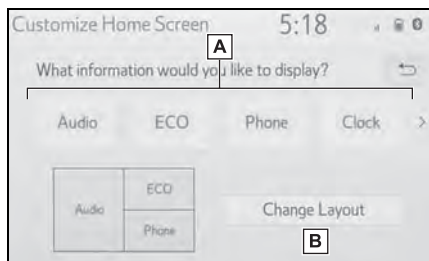 Customize Home Screen 5:18
A
What information would you like to display?
Audio ECO Phone Clock >
ECO
Audio
Phone
Change Layout
B